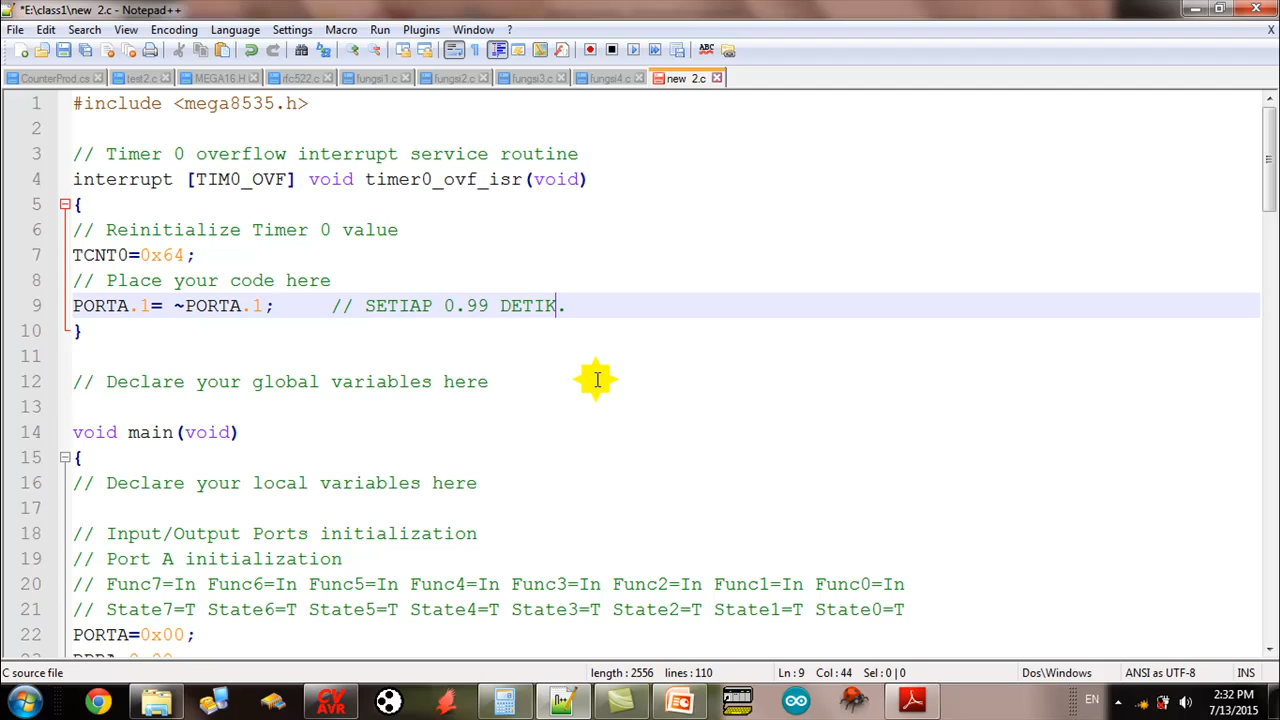 *E:\class1\new  2.c - Notepad++
File Edit Search View Encoding Language Settings Macro Run Plugins Window ? X
CounterProd.cs test2.c MEGA16.H rfc522.c fungsi1.c fungsi2.c fungsi3.c fungsi4.c new  2.c
1 #include <mega8535.h>
2
3 // Timer 0 overflow interrupt service routine
4 interrupt [TIM0_OVF] void timer0_ovf_isr(void)
5 {
6 // Reinitialize Timer 0 value
7 TCNT0=0x64;
8 // Place your code here
9 PORTA.1= ~PORTA.1;     // SETIAP 0.99 DETIK.
10 }
11
12 // Declare your global variables here
13
14 void main(void)
15 {
16 // Declare your local variables here
17
18 // Input/Output Ports initialization
19 // Port A initialization
20 // Func7=In Func6=In Func5=In Func4=In Func3=In Func2=In Func1=In Func0=In
21 // State7=T State6=T State5=T State4=T State3=T State2=T State1=T State0=T
22 PORTA=0x00;
C source file length : 2556 lines : 110 Ln : 9 Col : 44 Sel : 0 | 0 Dos\Windows ANSI as UTF-8 INS
CV AVR EN 2:32 PM
7/13/2015